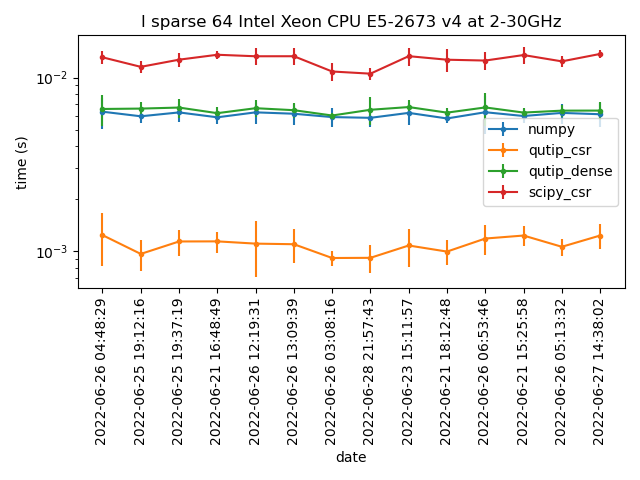 I sparse 64 Intel Xeon CPU E5-2673 v4 at 2-30GHz
time (s)
10⁻²
10⁻³
numpy
qutip_csr
qutip_dense
scipy_csr
2022-06-26 04:48:29
2022-06-25 19:12:16
2022-06-25 19:37:19
2022-06-21 16:48:49
2022-06-26 12:19:31
2022-06-26 13:09:39
2022-06-26 03:08:16
2022-06-28 21:57:43
2022-06-23 15:11:57
2022-06-21 18:12:48
2022-06-26 06:53:46
2022-06-21 15:25:58
2022-06-26 05:13:32
2022-06-27 14:38:02
date